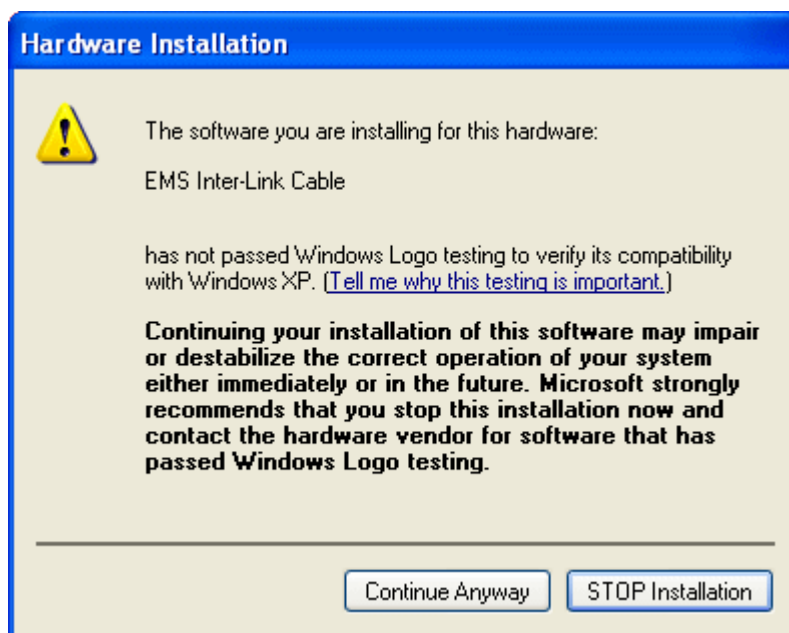 Hardware Installation
The software you are installing for this hardware:
EMS Inter-Link Cable
has not passed Windows Logo testing to verify its compatibility
with Windows XP. (Tell me why this testing is important.)
Continuing your installation of this software may impair
or destabilize the correct operation of your system
either immediately or in the future. Microsoft strongly
recommends that you stop this installation now and
contact the hardware vendor for software that has
passed Windows Logo testing.
Continue Anyway
STOP Installation